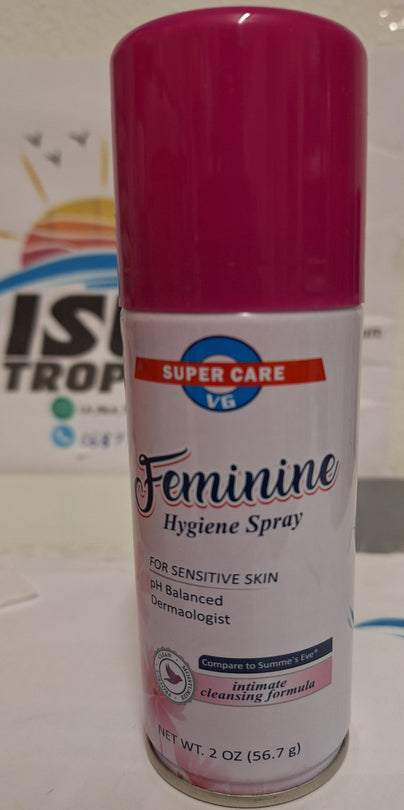 ISL
TROP
SUPER CARE
VG
Feminine
Hygiene Spray
FOR SENSITIVE SKIN
pH Balanced
Dermaologist
Compare to Summe's Eve®
intimate
cleansing formula
CLEAN
NET WT. 2 OZ (56.7 g)